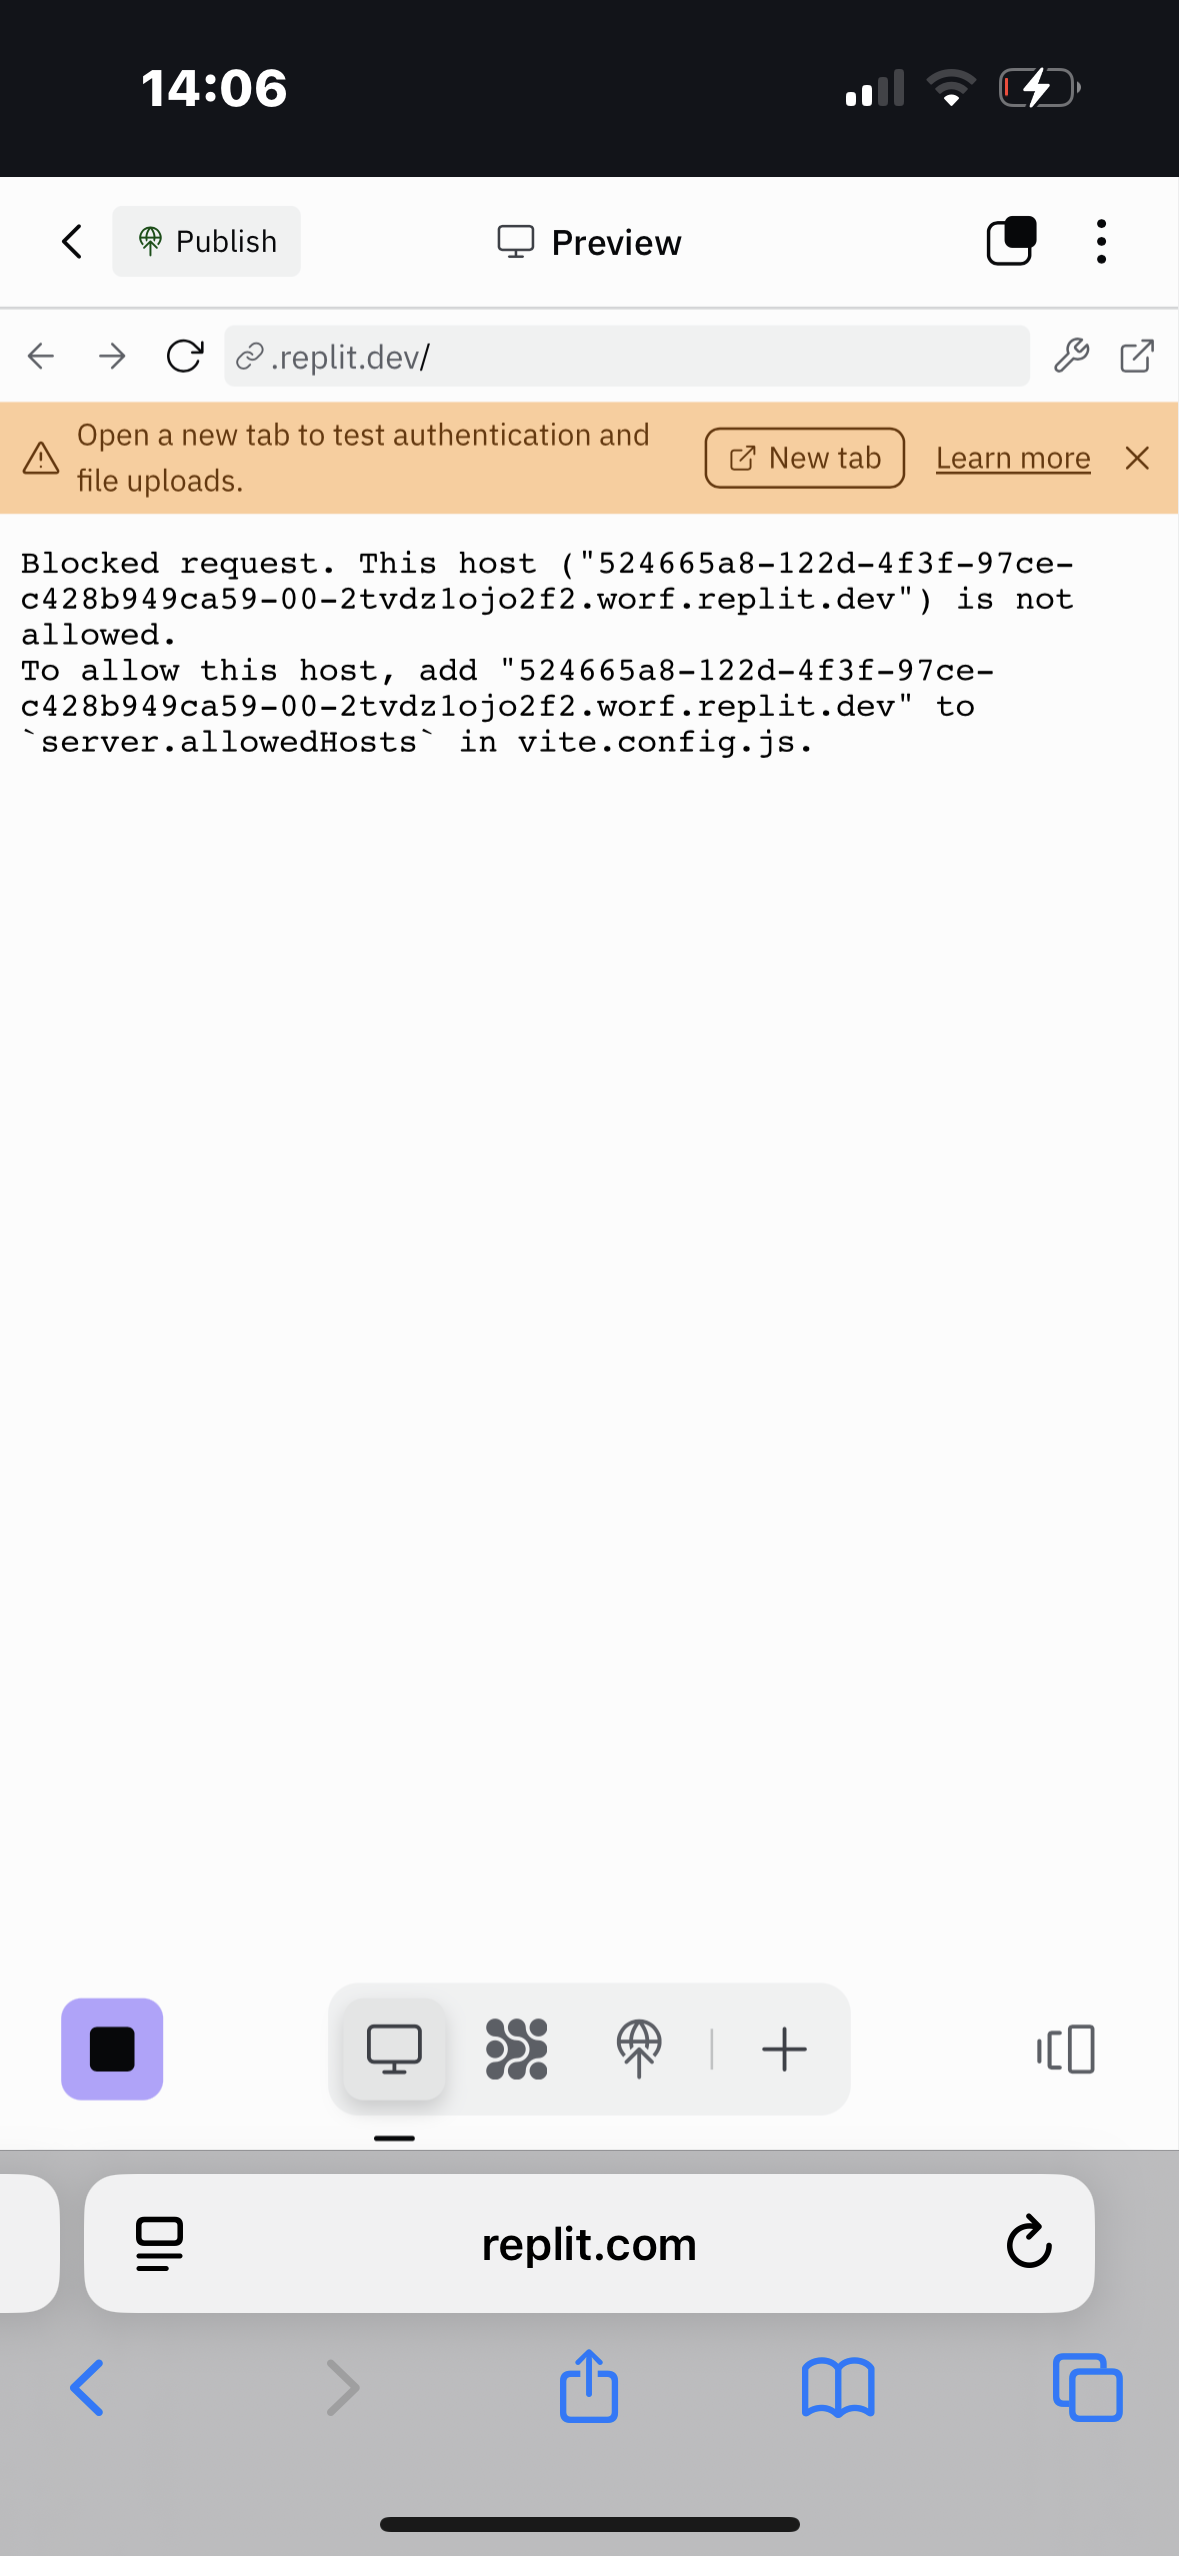 14:06
Publish
Preview
.replit.dev/
Open a new tab to test authentication and
file uploads.
New tab
Learn more
Blocked request. This host ("524665a8-122d-4f3f-97ce-
c428b949ca59-00-2tvdz1ojo2f2.worf.replit.dev") is not
allowed.
To allow this host, add "524665a8-122d-4f3f-97ce-
c428b949ca59-00-2tvdz1ojo2f2.worf.replit.dev" to
`server.allowedHosts` in vite.config.js.
replit.com